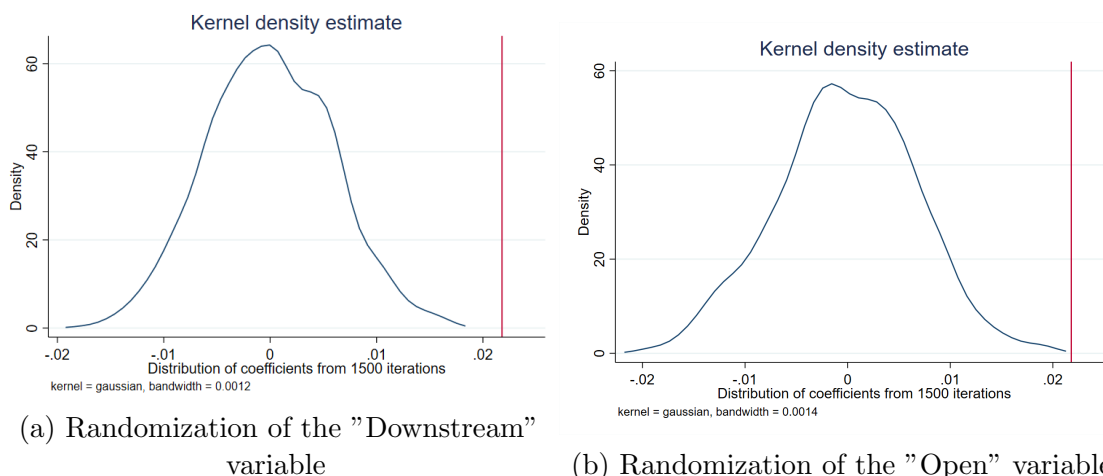 Kernel density estimate
60
40
20
0
Density
-.02
-.01
0
.01
.02
Distribution of coefficients from 1500 iterations
kernel = gaussian, bandwidth = 0.0012
(a) Randomization of the ”Downstream”
variable
Kernel density estimate
60
40
20
0
Density
-.02
-.01
0
.01
.02
Distribution of coefficients from 1500 iterations
kernel = gaussian, bandwidth = 0.0014
(b) Randomization of the ”Open” variable